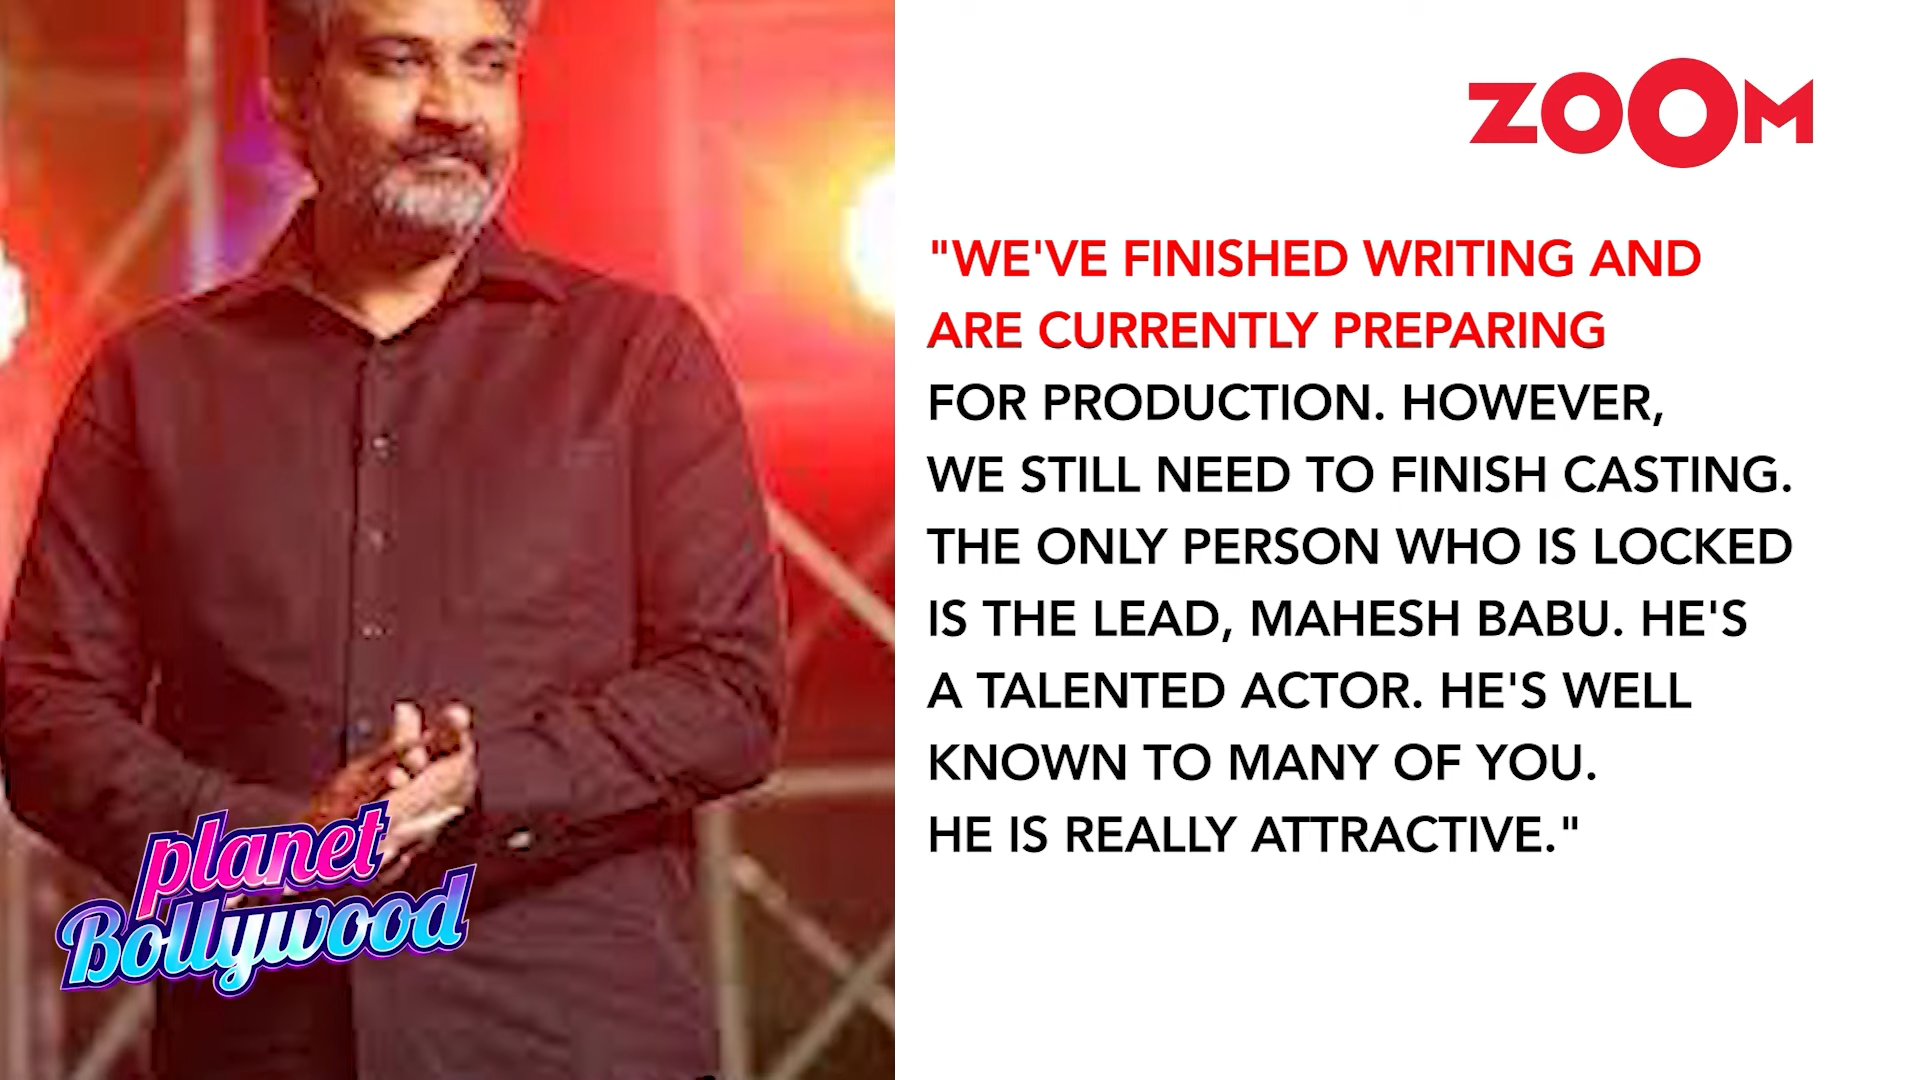 ZOOM
"WE'VE FINISHED WRITING AND
ARE CURRENTLY PREPARING
FOR PRODUCTION. HOWEVER,
WE STILL NEED TO FINISH CASTING.
THE ONLY PERSON WHO IS LOCKED
IS THE LEAD, MAHESH BABU. HE'S
A TALENTED ACTOR. HE'S WELL
KNOWN TO MANY OF YOU.
HE IS REALLY ATTRACTIVE."
planet
Bollywood